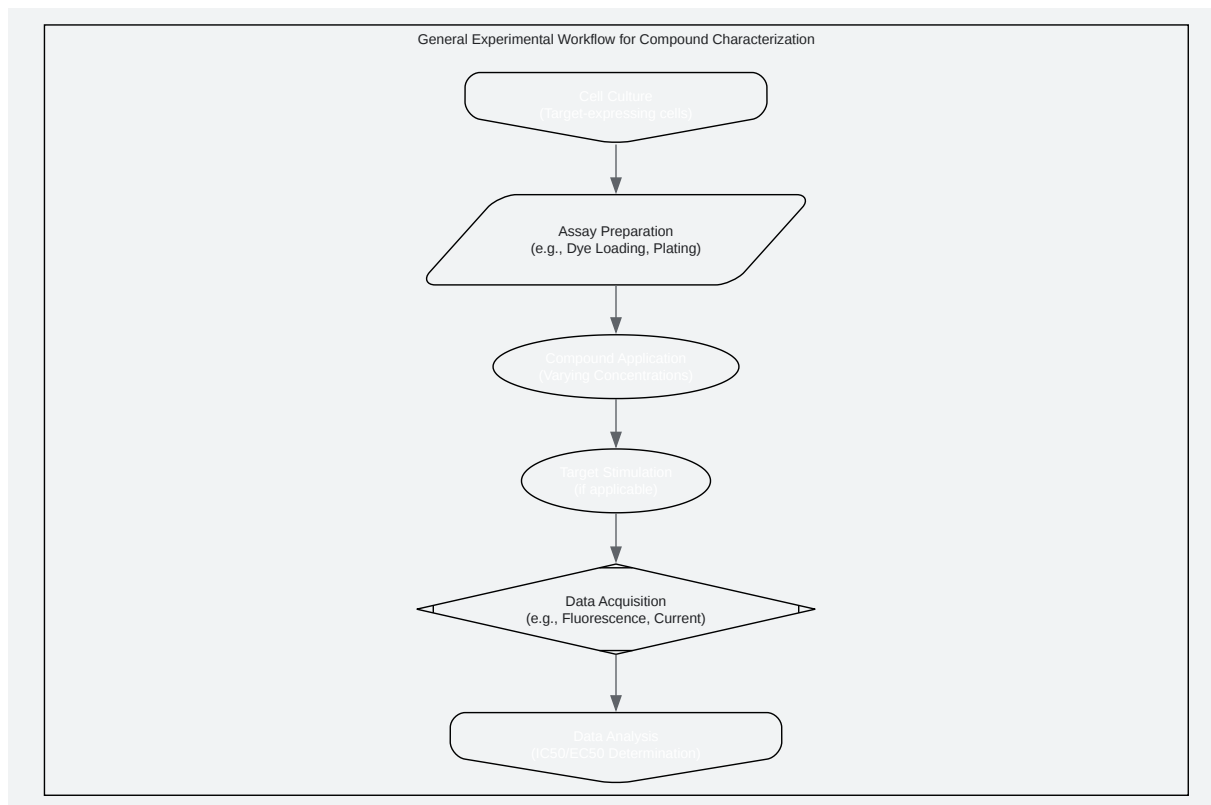 General Experimental Workflow for Compound Characterization
Cell Culture
(Target-expressing cells)
Assay Preparation
(e.g., Dye Loading, Plating)
Compound Application
(Varying Concentrations)
Target Stimulation
(if applicable)
Data Acquisition
(e.g., Fluorescence, Current)
Data Analysis
(IC50/EC50 Determination)